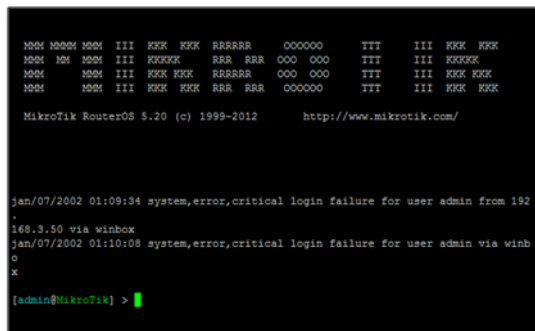 MMM MMMM MMM III KKK KKK RRRRRR OOOOOO TTT III KKK KKK
MMM MM MMM III KKKKK RRR RRR OOO OOO TTT III KKKKK
MMM MMM III KKK KKK RRRRRR OOO OOO TTT III KKK KKK
MMM MMM III KKK KKK RRR RRR OOOOOO TTT III KKK KKK
MikroTik RouterOS 5.20 (c) 1999-2012 http://www.mikrotik.com/
jan/07/2002 01:09:34 system,error,critical login failure for user admin from 192
.
168.3.50 via winbox
jan/07/2002 01:10:08 system,error,critical login failure for user admin via winb
o
x
[admin@MikroTik] >